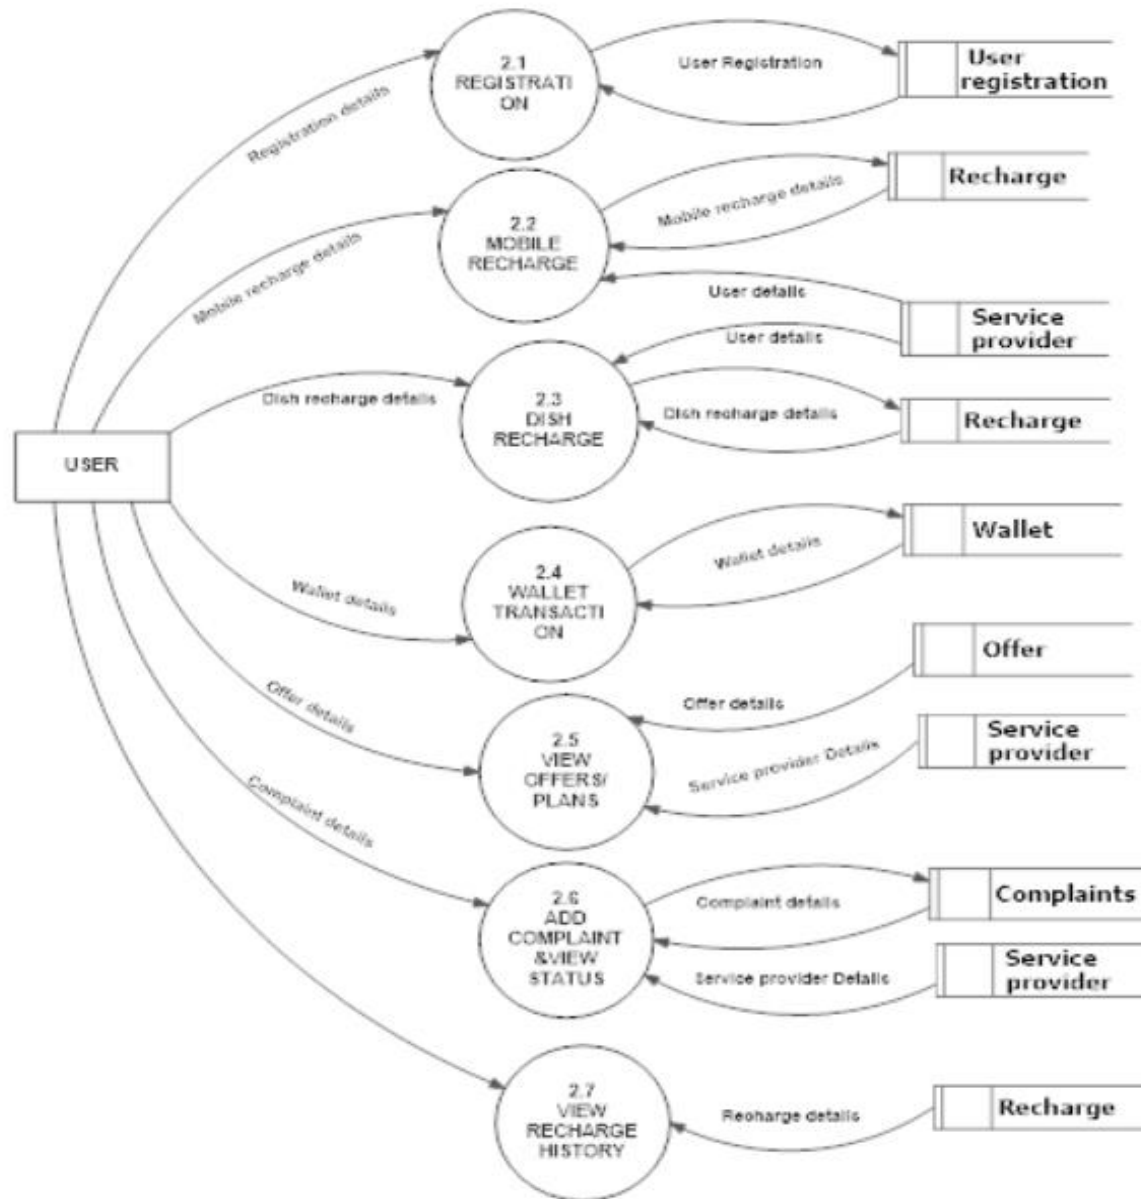 2.1
REGISTRATI
ON
User Registration
User
registration
Registration details
2.2
MOBILE
RECHARGE
Mobile recharge details
Recharge
Mobile recharge details
User details
Service
provider
User details
Dish recharge details
2.3
DISH
RECHARGE
Dish recharge details
Recharge
USER
2.4
WALLET
TRANSACTI
ON
Wallet details
Wallet
Wallet details
Offer
Offer details
Offer details
2.5
VIEW
OFFERS/
PLANS
Service provider Details
Service
provider
Complaint details
2.6
ADD
COMPLAINT
&VIEW
STATUS
Complaint details
Complaints
Service provider Details
Service
provider
2.7
VIEW
RECHARGE
HISTORY
Recharge details
Recharge